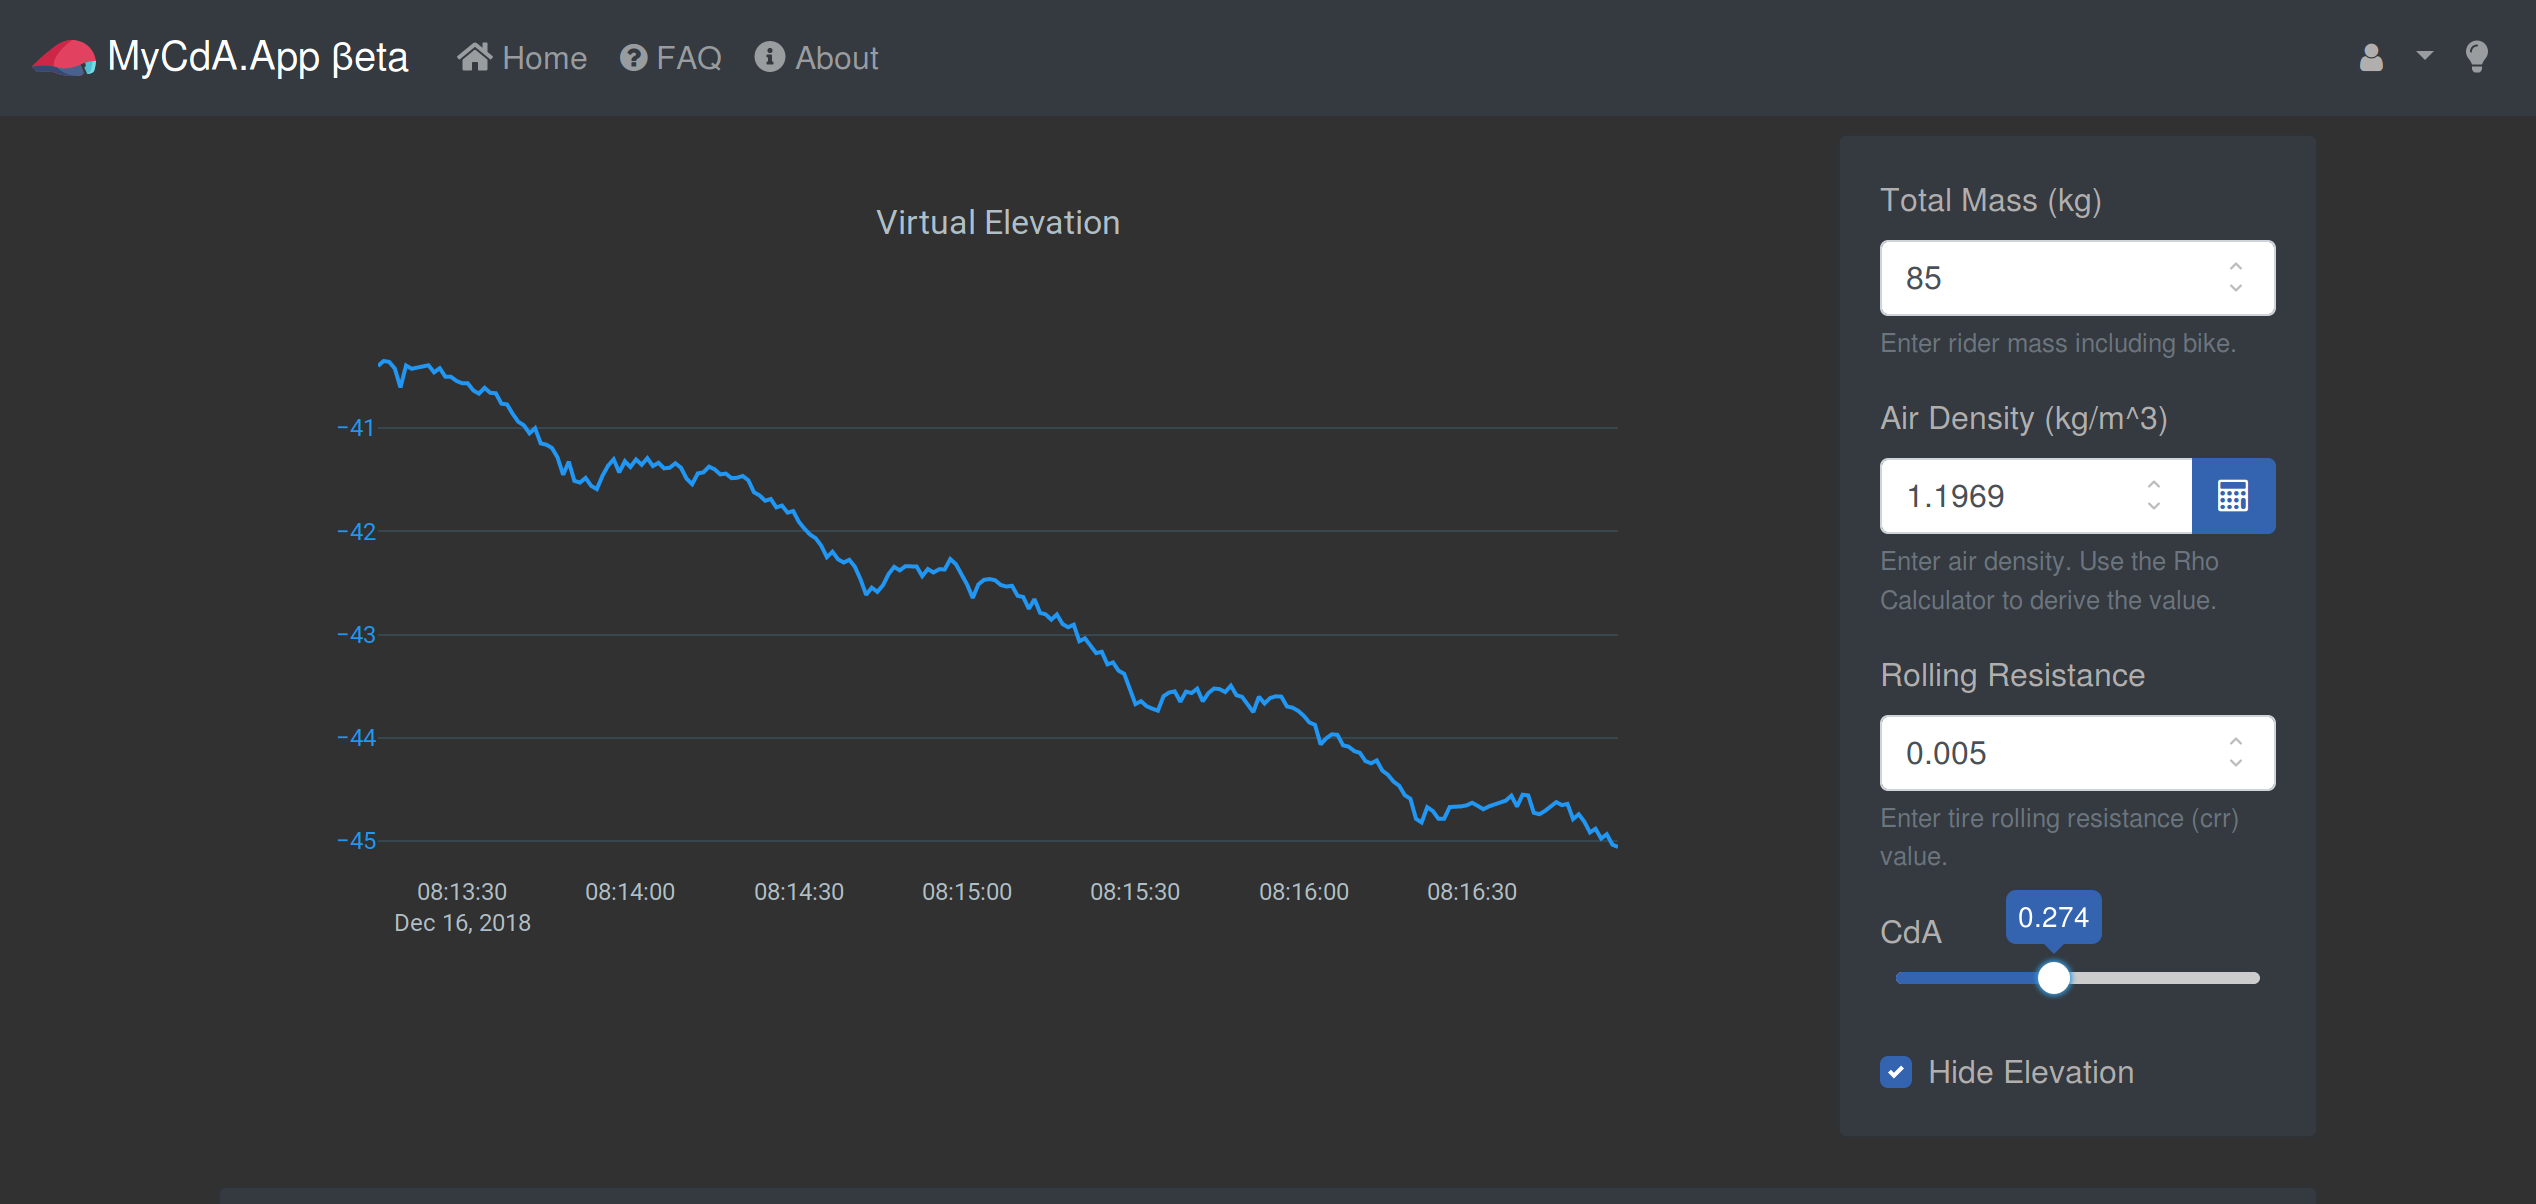 MyCdA.App βeta
Home
FAQ
About
Virtual Elevation
−41
−42
−43
−44
−45
08:13:30
08:14:00
08:14:30
08:15:00
08:15:30
08:16:00
08:16:30
Dec 16, 2018
Total Mass (kg)
85
Enter rider mass including bike.
Air Density (kg/m^3)
1.1969
Enter air density. Use the Rho
Calculator to derive the value.
Rolling Resistance
0.005
Enter tire rolling resistance (crr)
value.
0.274
CdA
Hide Elevation